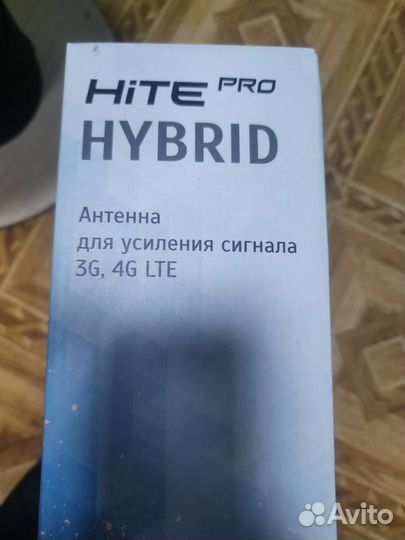 HiTE PRO
HYBRID
Антенна
для усиления сигнала
3G, 4G LTE
Avito